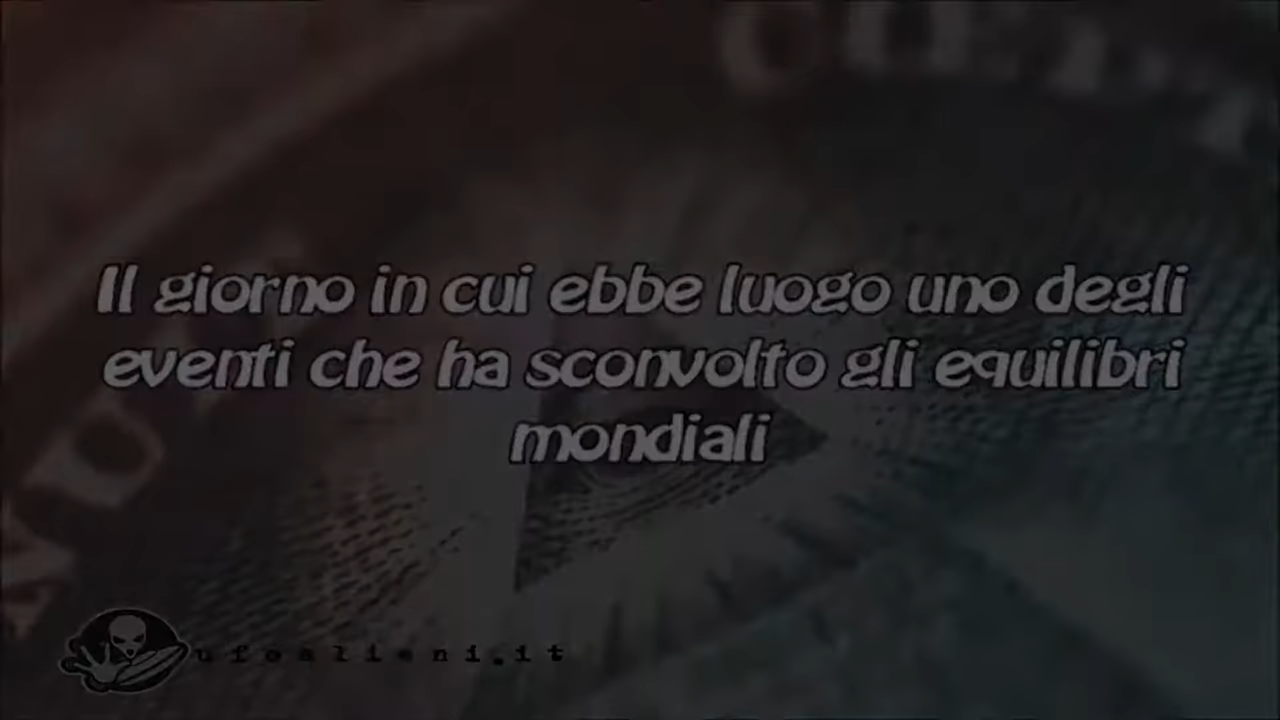 Il giorno in cui ebbe luogo uno degli
eventi che ha sconvolto gli equilibri
mondiali
ufoalieni.it